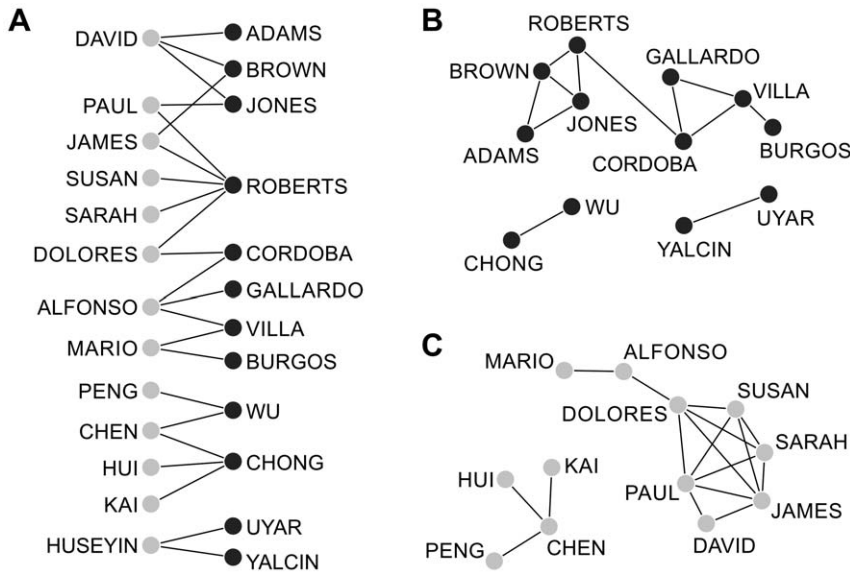 A
DAVID
ADAMS
BROWN
PAUL
JONES
JAMES
SUSAN
ROBERTS
SARAH
DOLORES
CORDOBA
GALLARDO
ALFONSO
VILLA
MARIO
BURGOS
PENG
WU
CHEN
HUI
CHONG
KAI
UYAR
HUSEYIN
YALCIN
B
ROBERTS
GALLARDO
BROWN
VILLA
JONES
ADAMS
CORDOBA
BURGOS
WU
UYAR
CHONG
YALCIN
C
MARIO
ALFONSO
SUSAN
DOLORES
SARAH
KAI
HUI
PAUL
JAMES
PENG
CHEN
DAVID